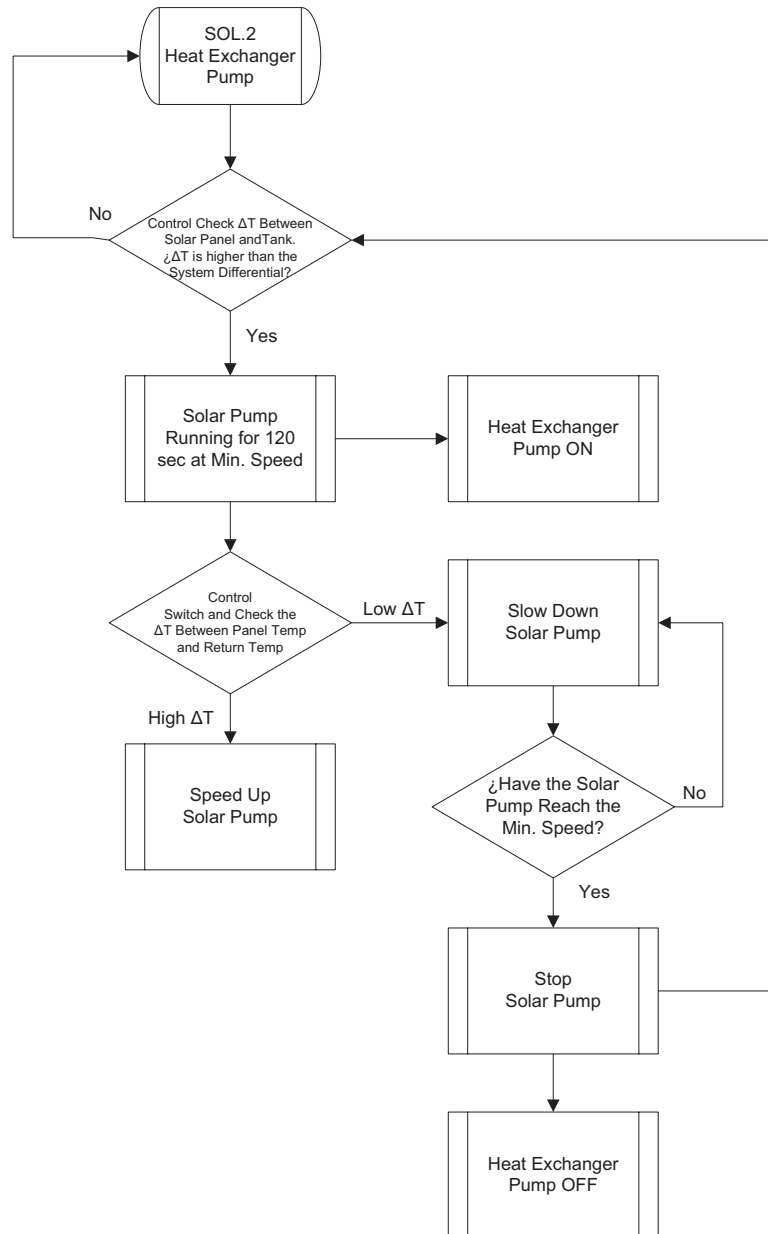 SOL.2
Heat Exchanger
Pump
No
Control Check ΔT Between
Solar Panel andTank.
¿ΔT is higher than the
System Differential?
Yes
Solar Pump
Running for 120
sec at Min. Speed
Heat Exchanger
Pump ON
Control
Switch and Check the
ΔT Between Panel Temp
and Return Temp
Low ΔT
Slow Down
Solar Pump
High ΔT
Speed Up
Solar Pump
¿Have the Solar
Pump Reach the
Min. Speed?
No
Yes
Stop
Solar Pump
Heat Exchanger
Pump OFF